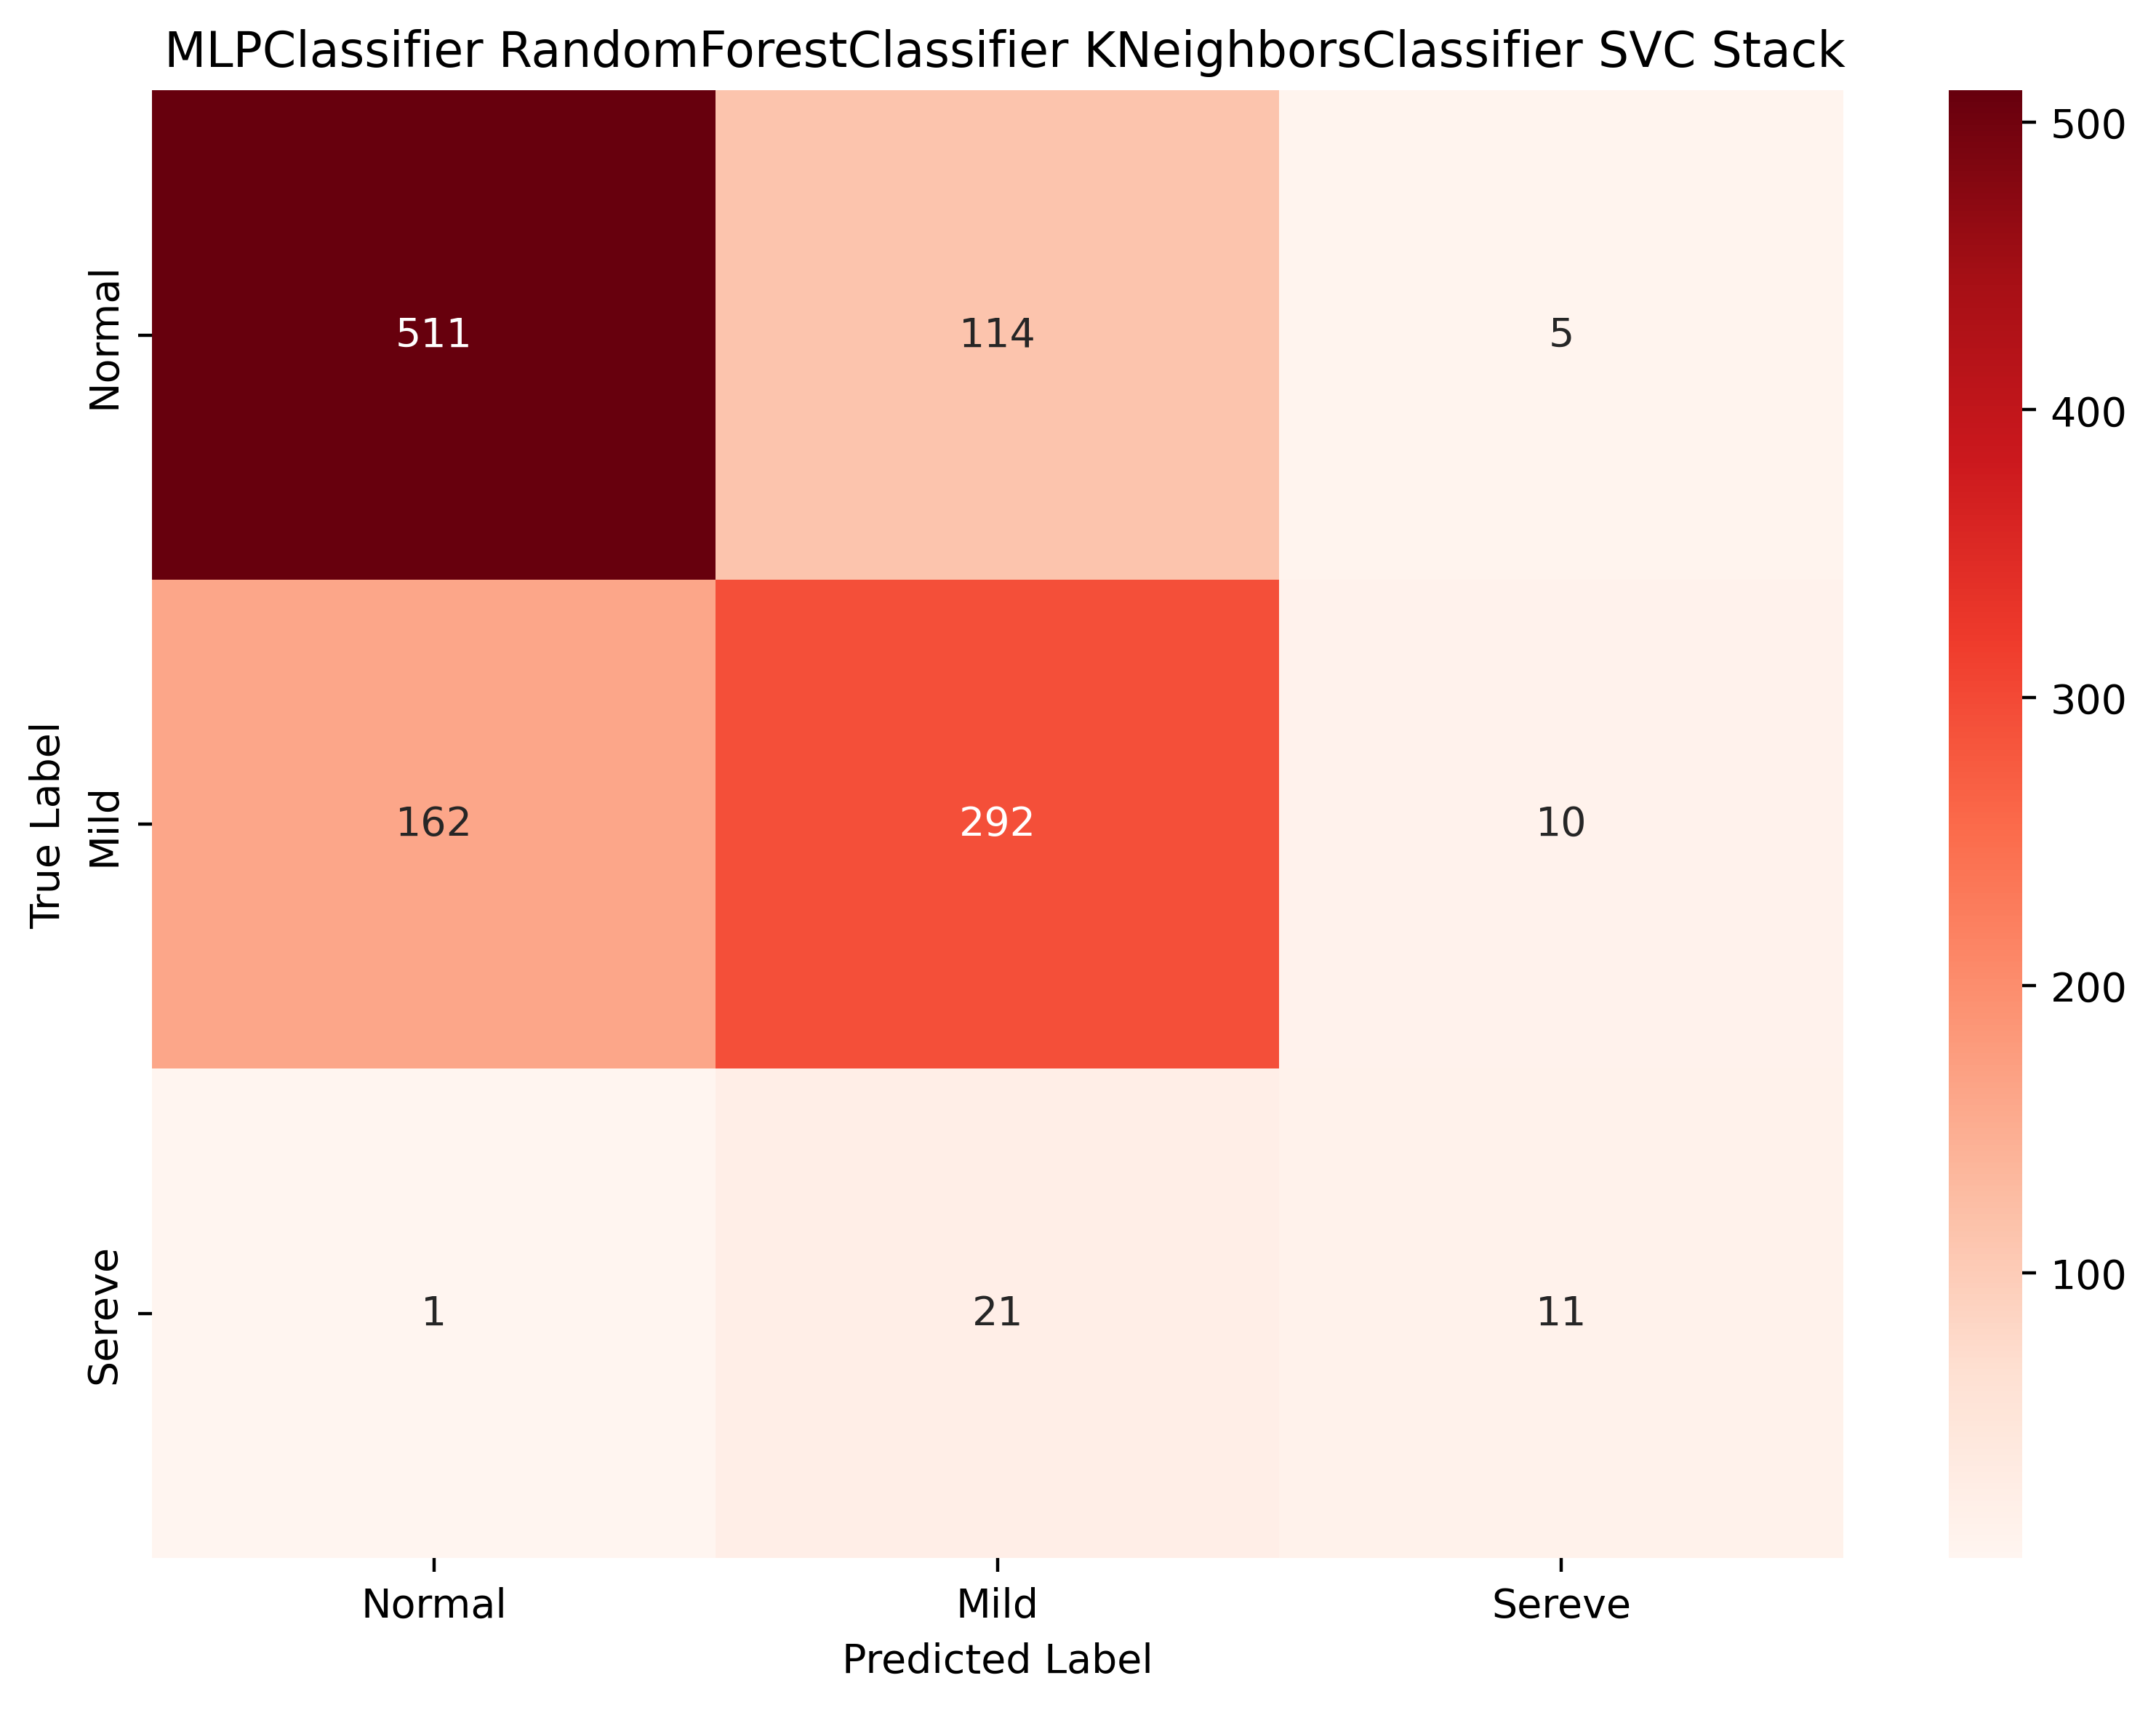 MLPClassifier RandomForestClassifier KNeighborsClassifier SVC Stack
True Label
Normal
511
114
5
Mild
162
292
10
Sereve
1
21
11
Normal
Mild
Sereve
Predicted Label
500
400
300
200
100